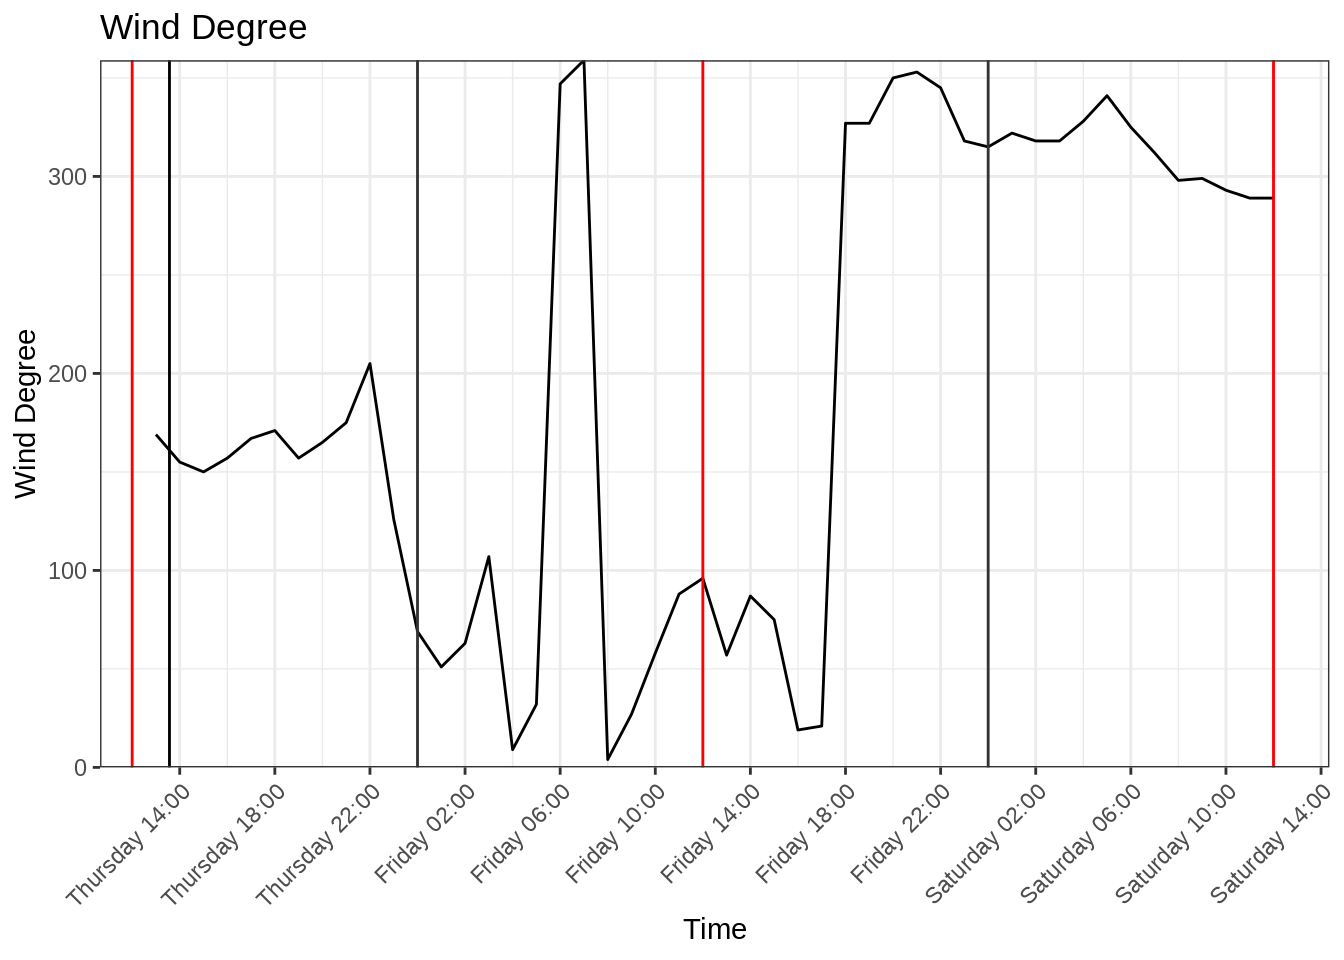 Wind Degree
Wind Degree
300
200
100
0
Thursday 14:00
Thursday 18:00
Thursday 22:00
Friday 02:00
Friday 06:00
Friday 10:00
Friday 14:00
Friday 18:00
Friday 22:00
Saturday 02:00
Saturday 06:00
Saturday 10:00
Saturday 14:00
Time